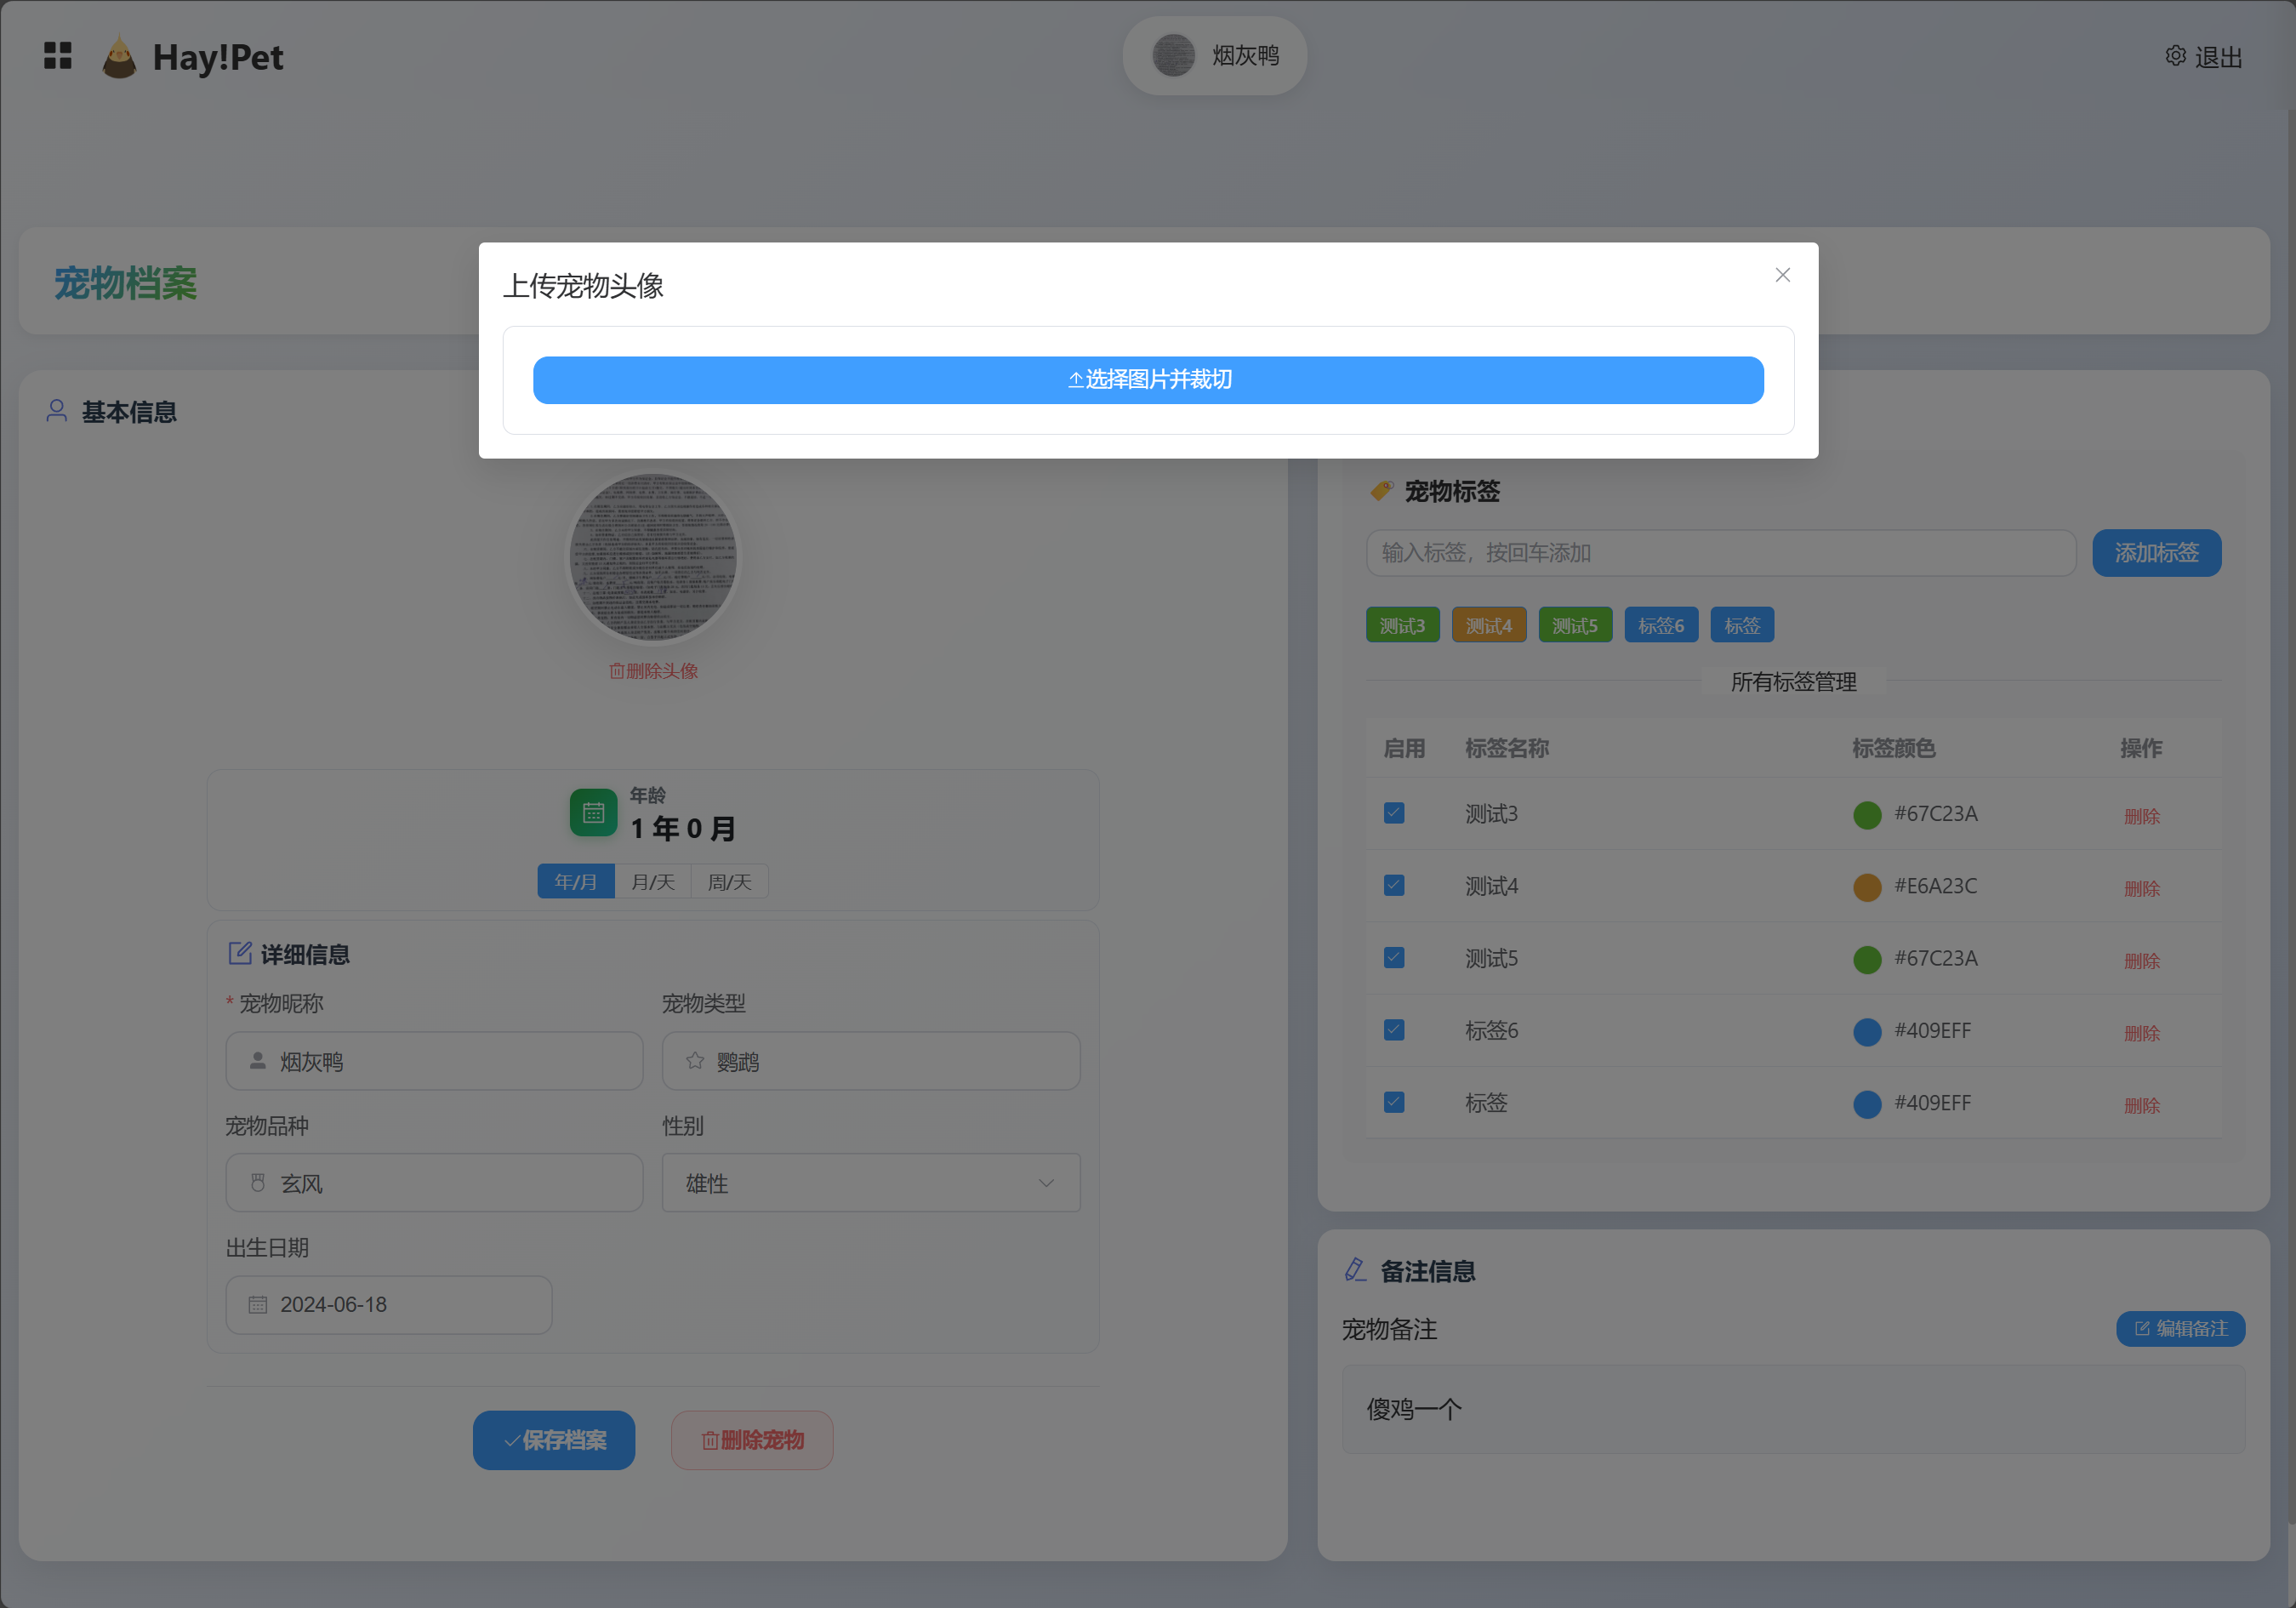 Hay!Pet
烟灰鸭
退出
宠物档案
上传宠物头像
选择图片并裁切
基本信息
删除头像
年龄
1 年 0 月
年/月
月/天
周/天
详细信息
* 宠物昵称
宠物类型
烟灰鸭
鹦鹉
宠物品种
性别
玄风
雄性
出生日期
2024-06-18
保存档案
删除宠物
宠物标签
输入标签，按回车添加
添加标签
测试3
测试4
测试5
标签6
标签
所有标签管理
启用
标签名称
标签颜色
操作
测试3
#67C23A
删除
测试4
#E6A23C
删除
测试5
#67C23A
删除
标签6
#409EFF
删除
标签
#409EFF
删除
备注信息
宠物备注
编辑备注
傻鸡一个